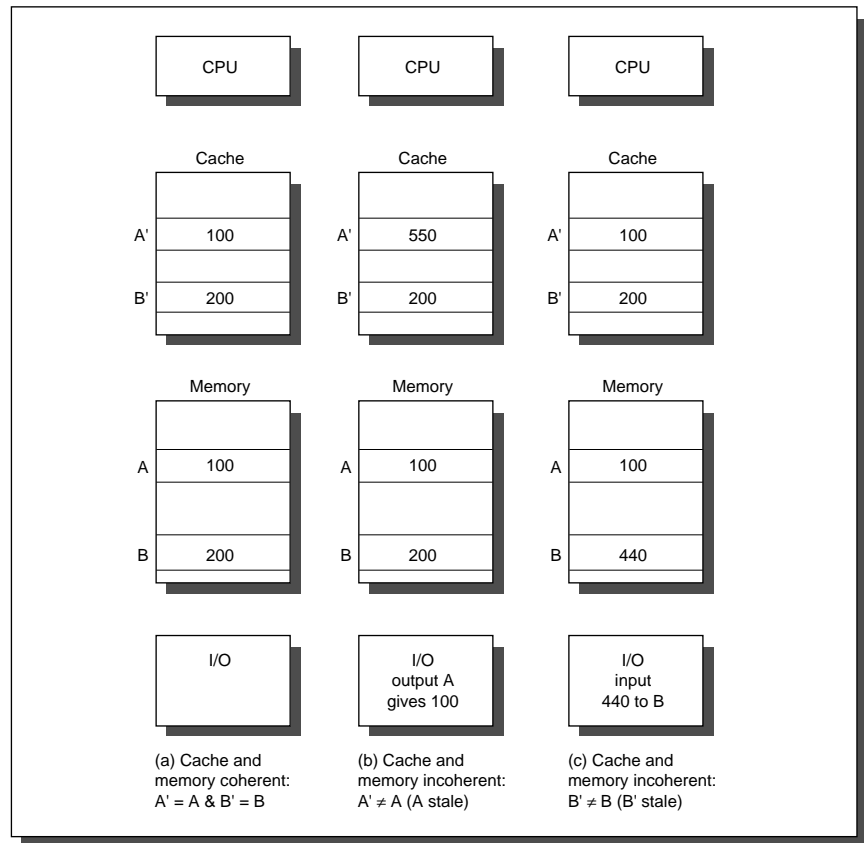 CPU CPU CPU
Cache Cache Cache
A' 100 A' 550 A' 100
B' 200 B' 200 B' 200
Memory Memory Memory
A 100 A 100 A 100
B 200 B 200 B 440
I/O
I/O
output A
gives 100
I/O
input
440 to B
(a) Cache and
memory coherent:
A' = A & B' = B
(b) Cache and
memory incoherent:
A' ≠ A (A stale)
(c) Cache and
memory incoherent:
B' ≠ B (B' stale)